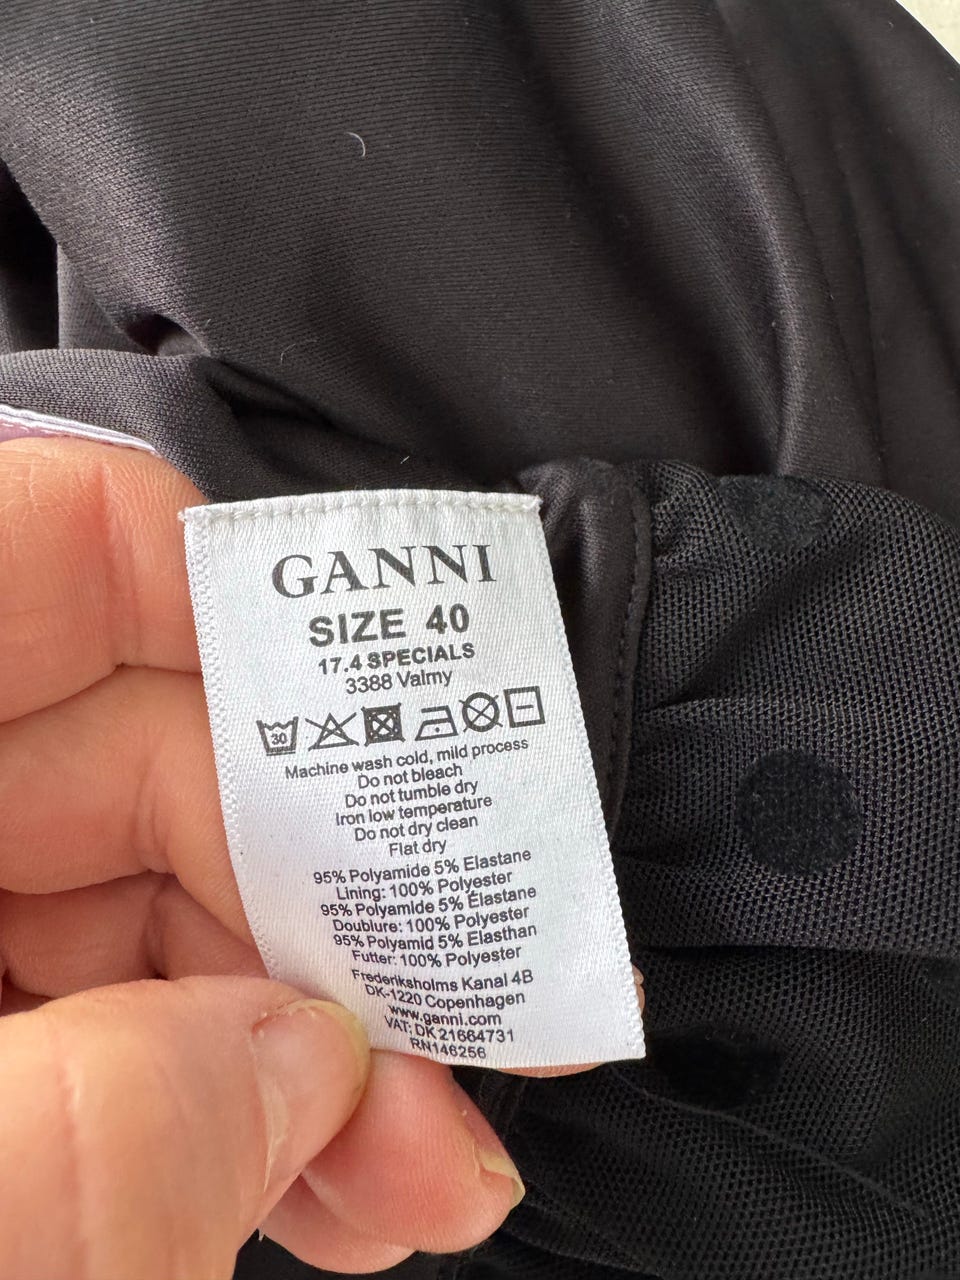 GANNI
SIZE 40
17.4 SPECIALS
3388 Valmy
30
Machine wash cold, mild process
Do not bleach
Do not tumble dry
Iron low temperature
Do not dry clean
Flat dry
95% Polyamide 5% Elastane
Lining: 100% Polyester
95% Polyamide 5% Élastane
Doublure: 100% Polyester
95% Polyamid 5% Elasthan
Futter: 100% Polyester
Frederiksholms Kanal 4B
DK-1220 Copenhagen
www.ganni.com
VAT: DK 21664731
RN146256